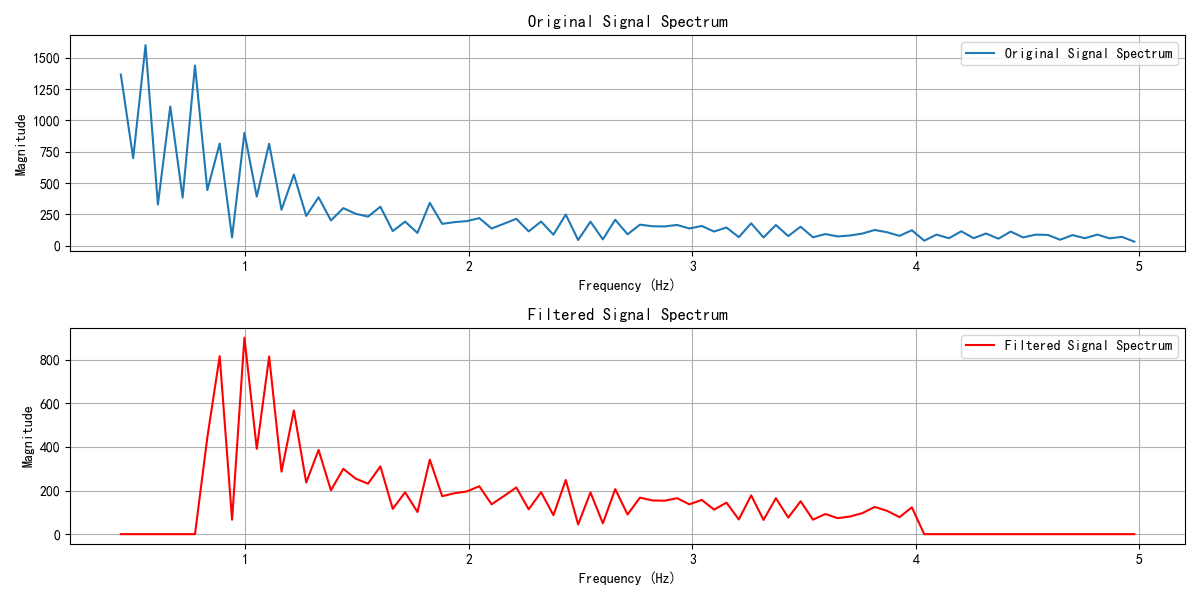 Original Signal Spectrum
Original Signal Spectrum
Magnitude
1500
1250
1000
750
500
250
0
1 2 3 4 5
Frequency (Hz)
Filtered Signal Spectrum
Filtered Signal Spectrum
Magnitude
800
600
400
200
0
1 2 3 4 5
Frequency (Hz)